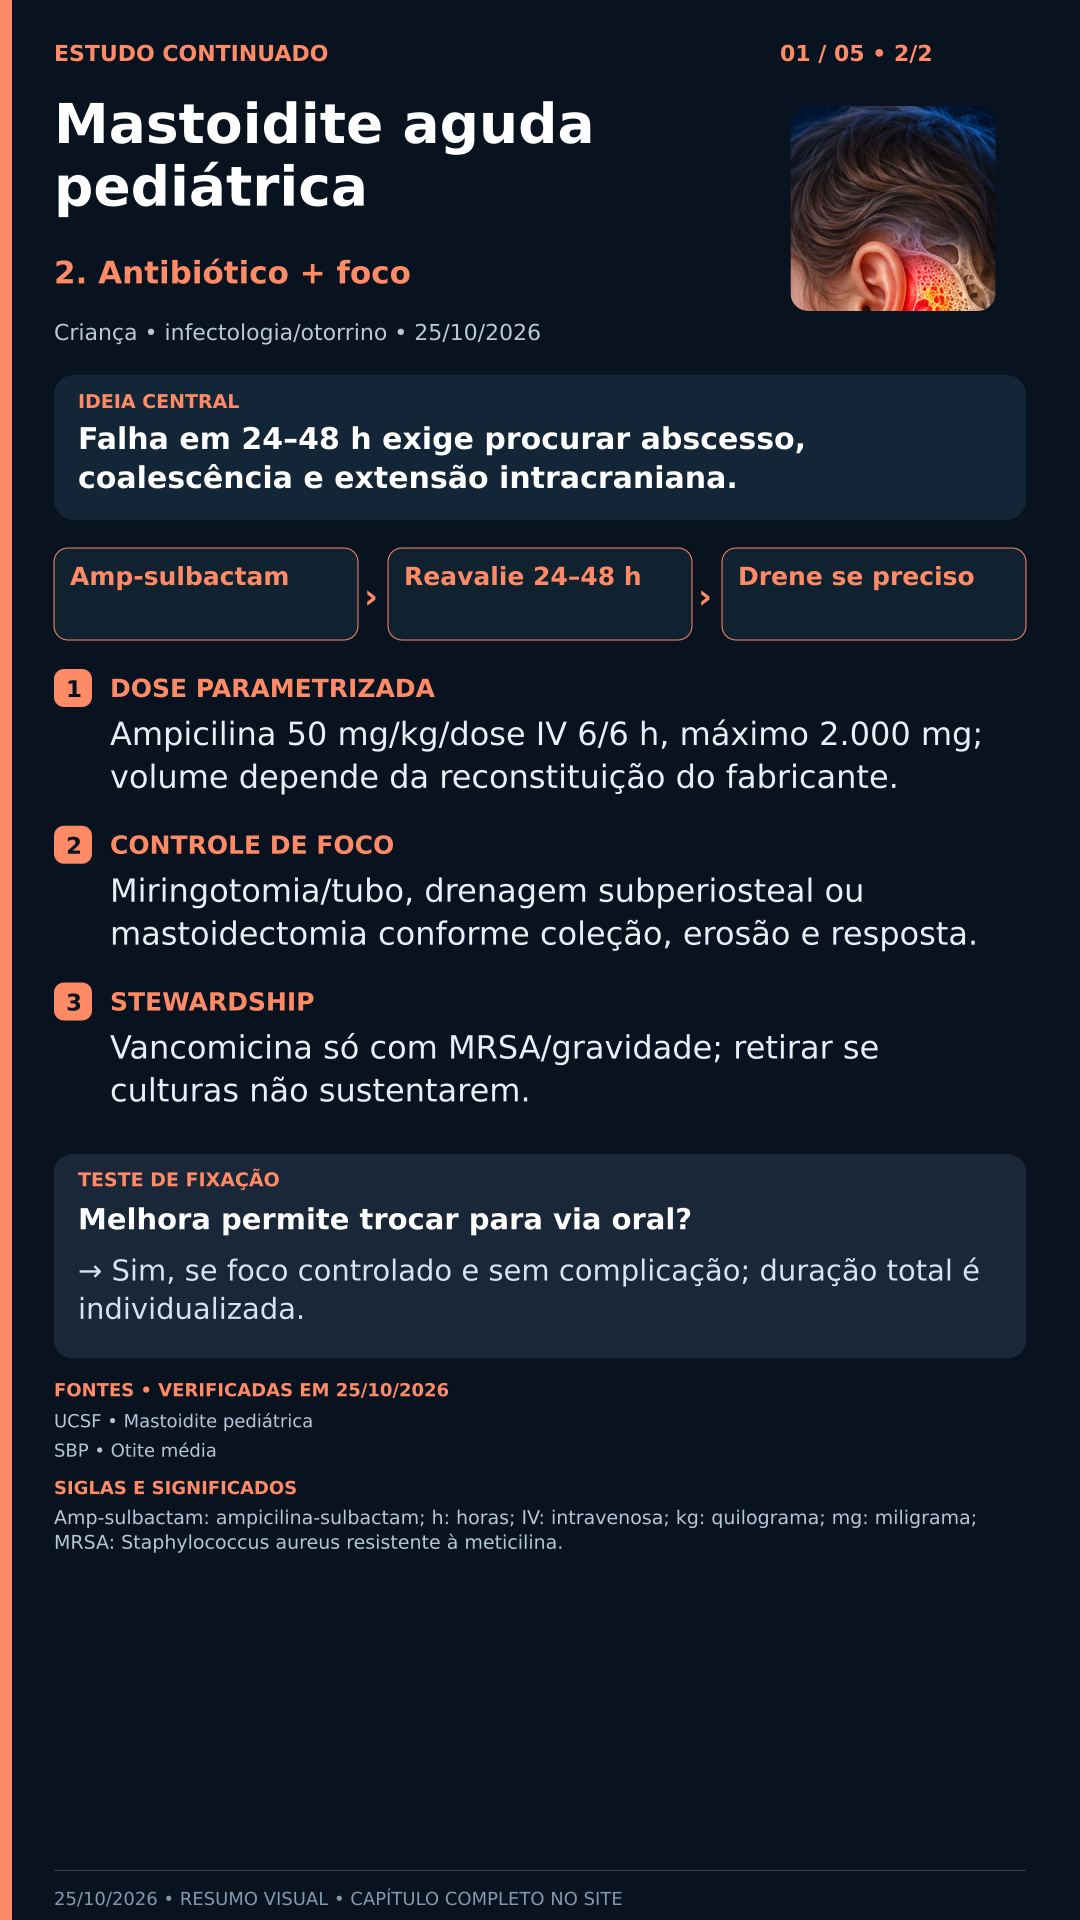 ESTUDO CONTINUADO
01 / 05 • 2/2
Mastoidite aguda
pediátrica
2. Antibiótico + foco
Criança • infectologia/otorrino • 25/10/2026
IDEIA CENTRAL
Falha em 24–48 h exige procurar abscesso,
coalescência e extensão intracraniana.
Amp-sulbactam
›
Reavalie 24–48 h
›
Drene se preciso
1 DOSE PARAMETRIZADA
Ampicilina 50 mg/kg/dose IV 6/6 h, máximo 2.000 mg;
volume depende da reconstituição do fabricante.
2 CONTROLE DE FOCO
Miringotomia/tubo, drenagem subperiosteal ou
mastoidectomia conforme coleção, erosão e resposta.
3 STEWARDSHIP
Vancomicina só com MRSA/gravidade; retirar se
culturas não sustentarem.
TESTE DE FIXAÇÃO
Melhora permite trocar para via oral?
→ Sim, se foco controlado e sem complicação; duração total é
individualizada.
FONTES • VERIFICADAS EM 25/10/2026
UCSF • Mastoidite pediátrica
SBP • Otite média
SIGLAS E SIGNIFICADOS
Amp-sulbactam: ampicilina-sulbactam; h: horas; IV: intravenosa; kg: quilograma; mg: miligrama;
MRSA: Staphylococcus aureus resistente à meticilina.
25/10/2026 • RESUMO VISUAL • CAPÍTULO COMPLETO NO SITE